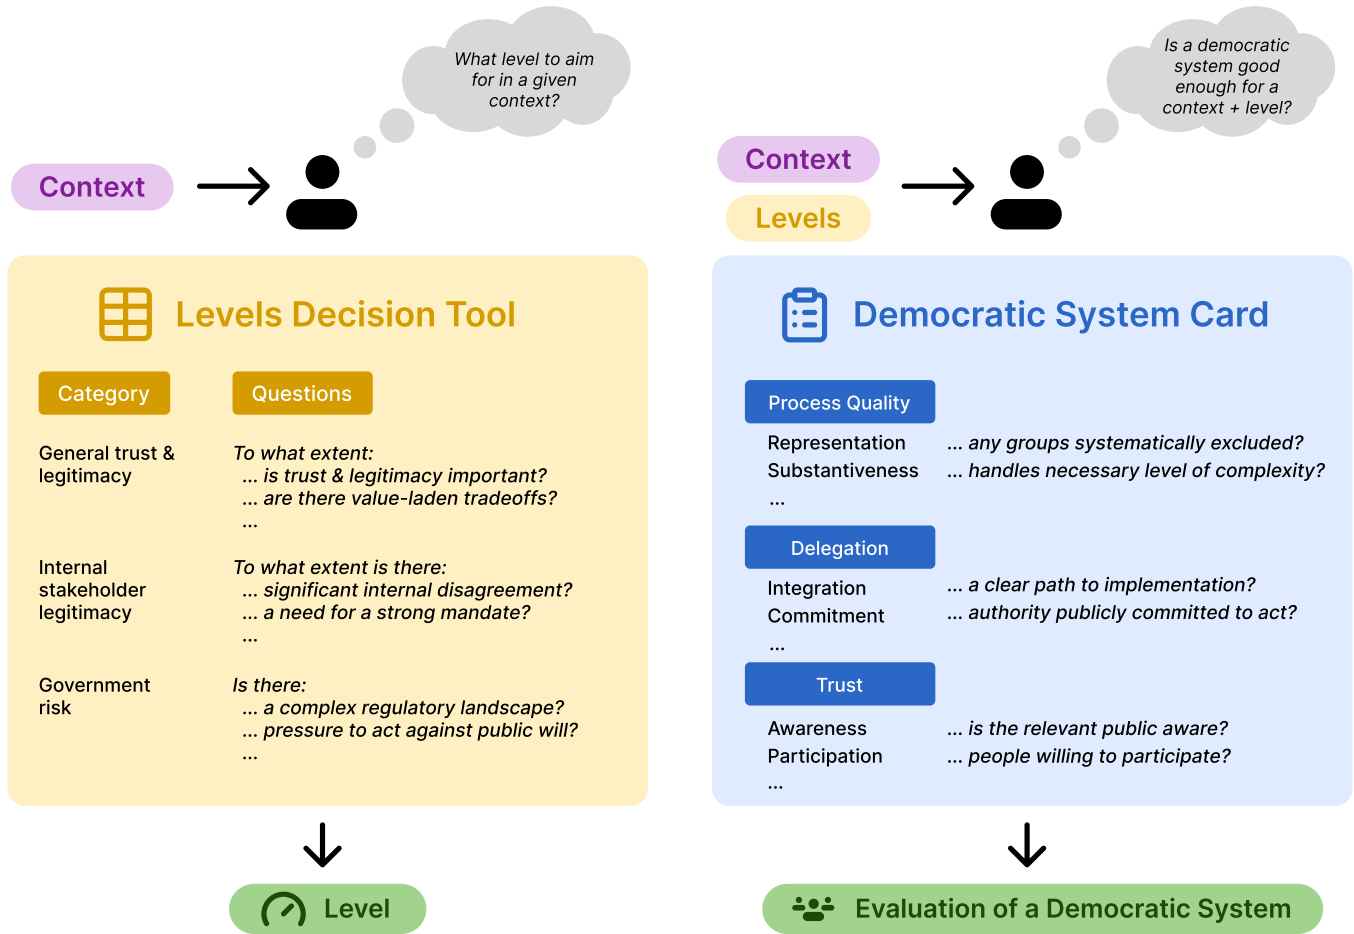 What level to aim
for in a given
context?
Context
Levels Decision Tool
Category
Questions
General trust &
legitimacy
To what extent:
... is trust & legitimacy important?
... are there value-laden tradeoffs?
...
Internal
stakeholder
legitimacy
To what extent is there:
... significant internal disagreement?
... a need for a strong mandate?
...
Government
risk
Is there:
... a complex regulatory landscape?
... pressure to act against public will?
...
Level
Is a democratic
system good
enough for a
context + level?
Context
Levels
Democratic System Card
Process Quality
Representation ... any groups systematically excluded?
Substantiveness ... handles necessary level of complexity?
...
Delegation
Integration ... a clear path to implementation?
Commitment ... authority publicly committed to act?
...
Trust
Awareness ... is the relevant public aware?
Participation ... people willing to participate?
...
Evaluation of a Democratic System